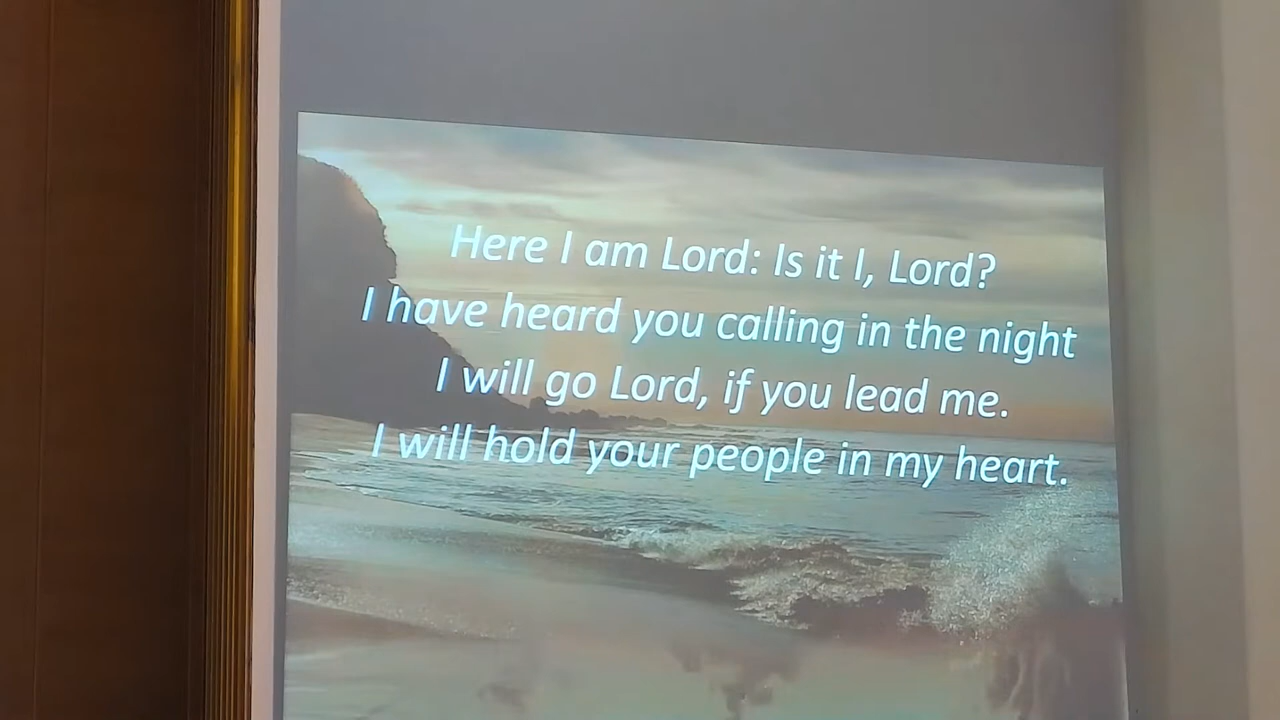 Here I am Lord: Is it I, Lord?
I have heard you calling in the night
I will go Lord, if you lead me.
I will hold your people in my heart.